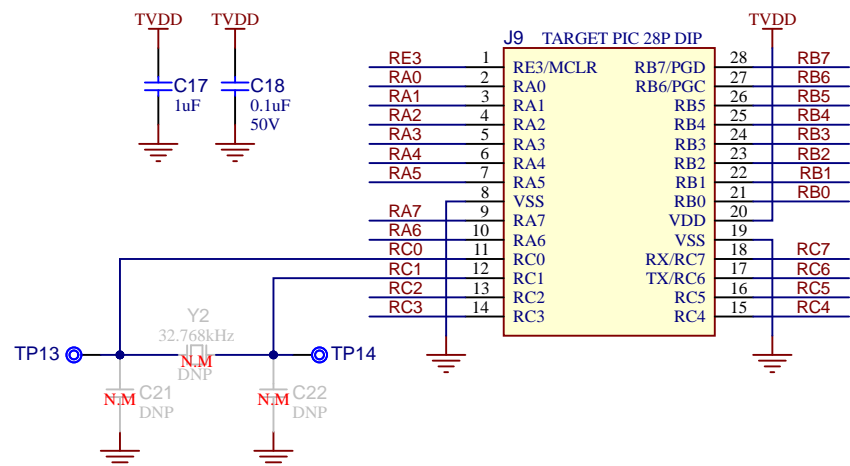 TVDD TVDD
C17
1uF
C18
0.1uF
50V
J9 TARGET PIC 28P DIP
TVDD
RE3 1 RE3/MCLR RB7/PGD 28 RB7
RA0 2 RA0 RB6/PGC 27 RB6
RA1 3 RA1 RB5 26 RB5
RA2 4 RA2 RB4 25 RB4
RA3 5 RA3 RB3 24 RB3
RA4 6 RA4 RB2 23 RB2
RA5 7 RA5 RB1 22 RB1
8 VSS RB0 21 RB0
RA7 9 RA7 VDD 20
RA6 10 RA6 VSS 19
RC0 11 RC0 RX/RC7 18 RC7
RC1 12 RC1 TX/RC6 17 RC6
RC2 13 RC2 RC5 16 RC5
RC3 14 RC3 RC4 15 RC4
Y2
32.768kHz
TP13 N.M TP14
DNP
C21
N.M
DNP
C22
N.M
DNP